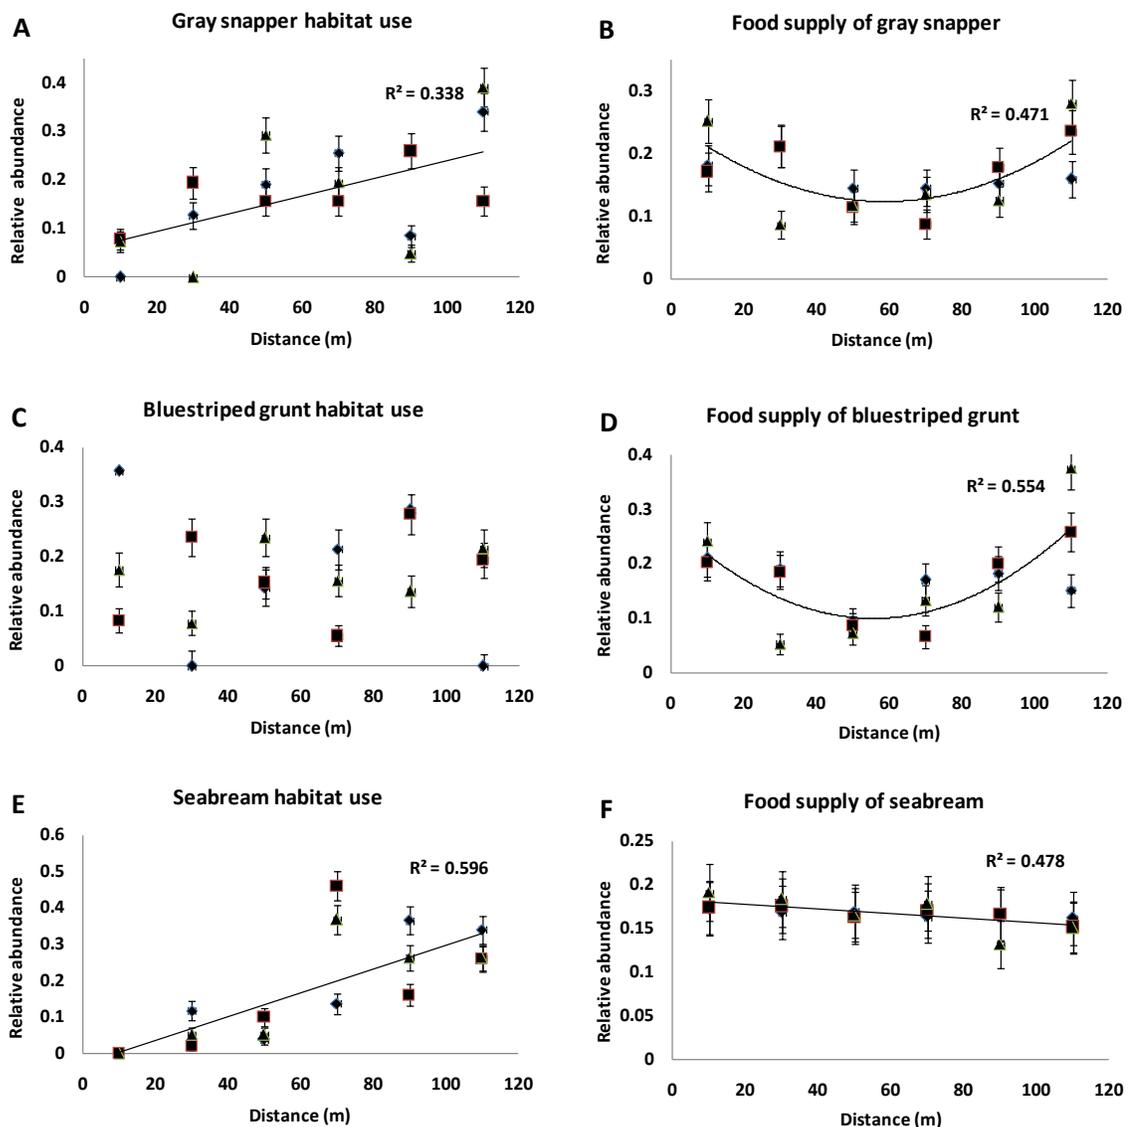 A
Gray snapper habitat use
R² = 0.338
Relative abundance
0.4
0.3
0.2
0.1
0
0 20 40 60 80 100 120
Distance (m)
B
Food supply of gray snapper
R² = 0.471
Relative abundance
0.3
0.2
0.1
0
0 20 40 60 80 100 120
Distance (m)
C
Bluestriped grunt habitat use
Relative abundance
0.4
0.3
0.2
0.1
0
0 20 40 60 80 100 120
Distance (m)
D
Food supply of bluestriped grunt
R² = 0.554
Relative abundance
0.4
0.3
0.2
0.1
0
0 20 40 60 80 100 120
Distance (m)
E
Seabream habitat use
R² = 0.596
Relative abundance
0.6
0.5
0.4
0.3
0.2
0.1
0
0 20 40 60 80 100 120
Distance (m)
F
Food supply of seabream
R² = 0.478
Relative abundance
0.25
0.2
0.15
0.1
0.05
0
0 20 40 60 80 100 120
Distance (m)